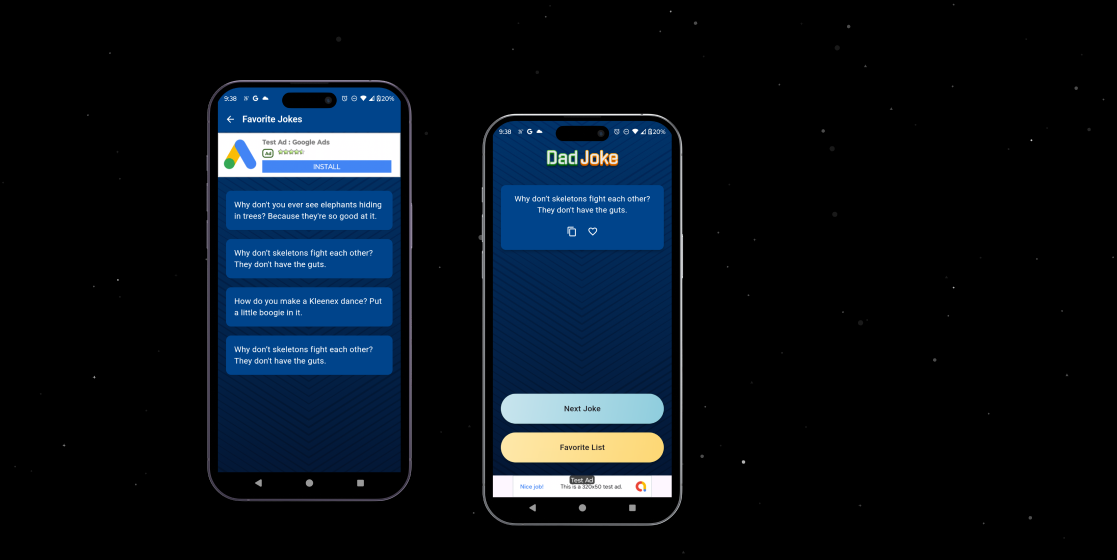 9:38
20%
Favorite Jokes
Test Ad : Google Ads
Ad
INSTALL
Why don't you ever see elephants hiding
in trees? Because they're so good at it.
Why don't skeletons fight each other?
They don't have the guts.
How do you make a Kleenex dance? Put
a little boogie in it.
Why don't skeletons fight each other?
They don't have the guts.
9:38
20%
Dad Joke
Why don't skeletons fight each other?
They don't have the guts.
Next Joke
Favorite List
Test Ad
Nice job!
This is a 320x50 test ad.